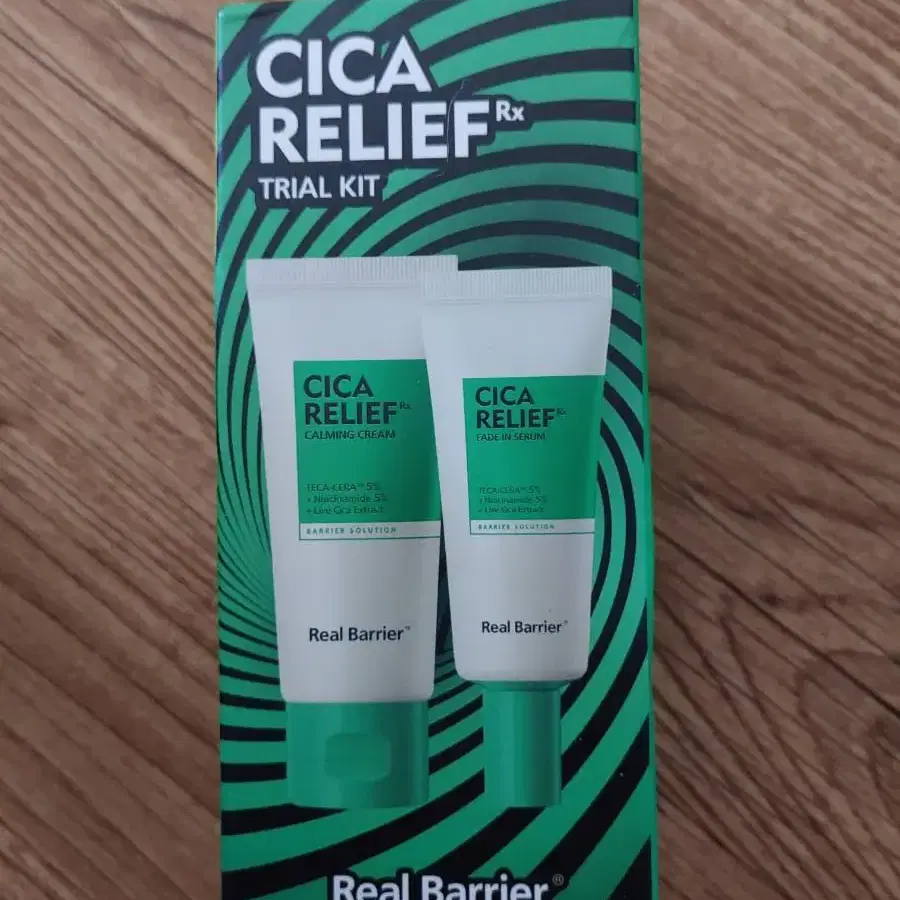 CICA
RELIEF Rx
TRIAL KIT
CICA
RELIEF Rx
CALMING CREAM
TECA-CERA™ 5%
+ Niacinamide 5%
+ Live Cica Extract
BARRIER SOLUTION
Real Barrier
CICA
RELIEF Rx
FADE IN SERUM
TECA-CERA™ 5%
+ Niacinamide 5%
+ Live Cica Extract
BARRIER SOLUTION
Real Barrier
Real Barrier®